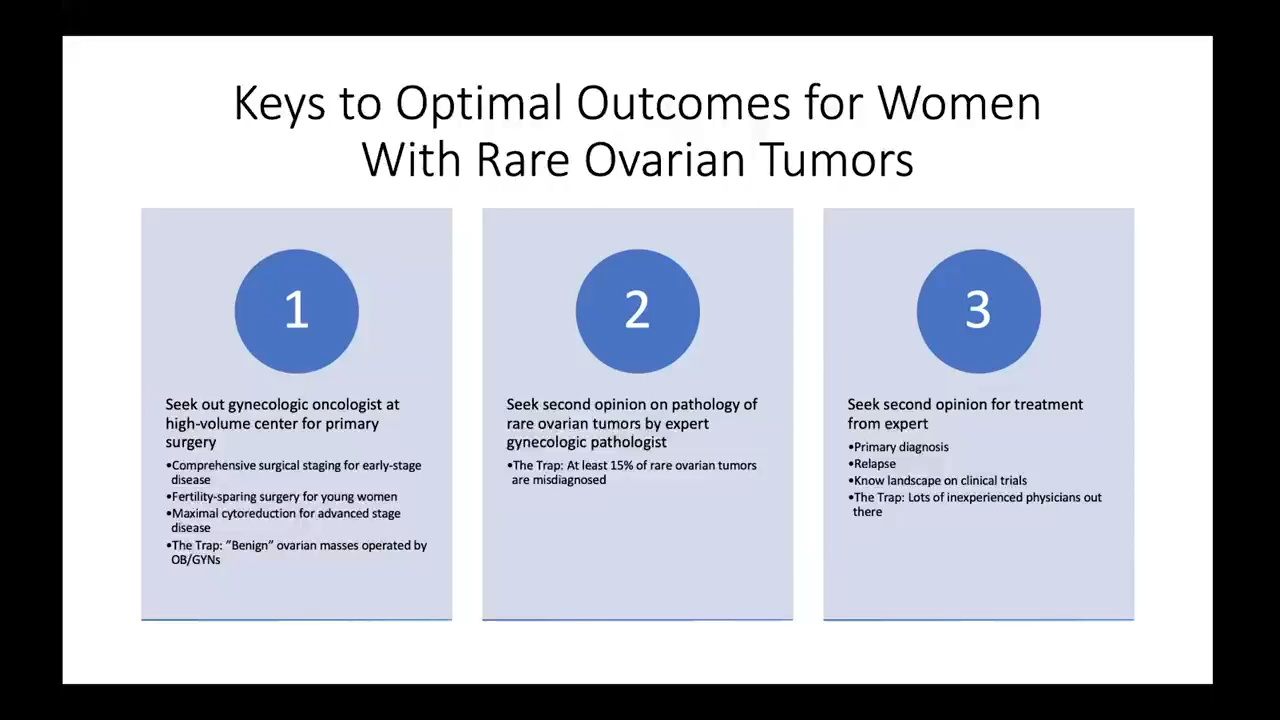 Keys to Optimal Outcomes for Women
With Rare Ovarian Tumors
1
Seek out gynecologic oncologist at
high-volume center for primary
surgery
•Comprehensive surgical staging for early-stage
disease
•Fertility-sparing surgery for young women
•Maximal cytoreduction for advanced stage
disease
•The Trap: ”Benign” ovarian masses operated by
OB/GYNs
2
Seek second opinion on pathology of
rare ovarian tumors by expert
gynecologic pathologist
•The Trap: At least 15% of rare ovarian tumors
are misdiagnosed
3
Seek second opinion for treatment
from expert
•Primary diagnosis
•Relapse
•Know landscape on clinical trials
•The Trap: Lots of inexperienced physicians out
there